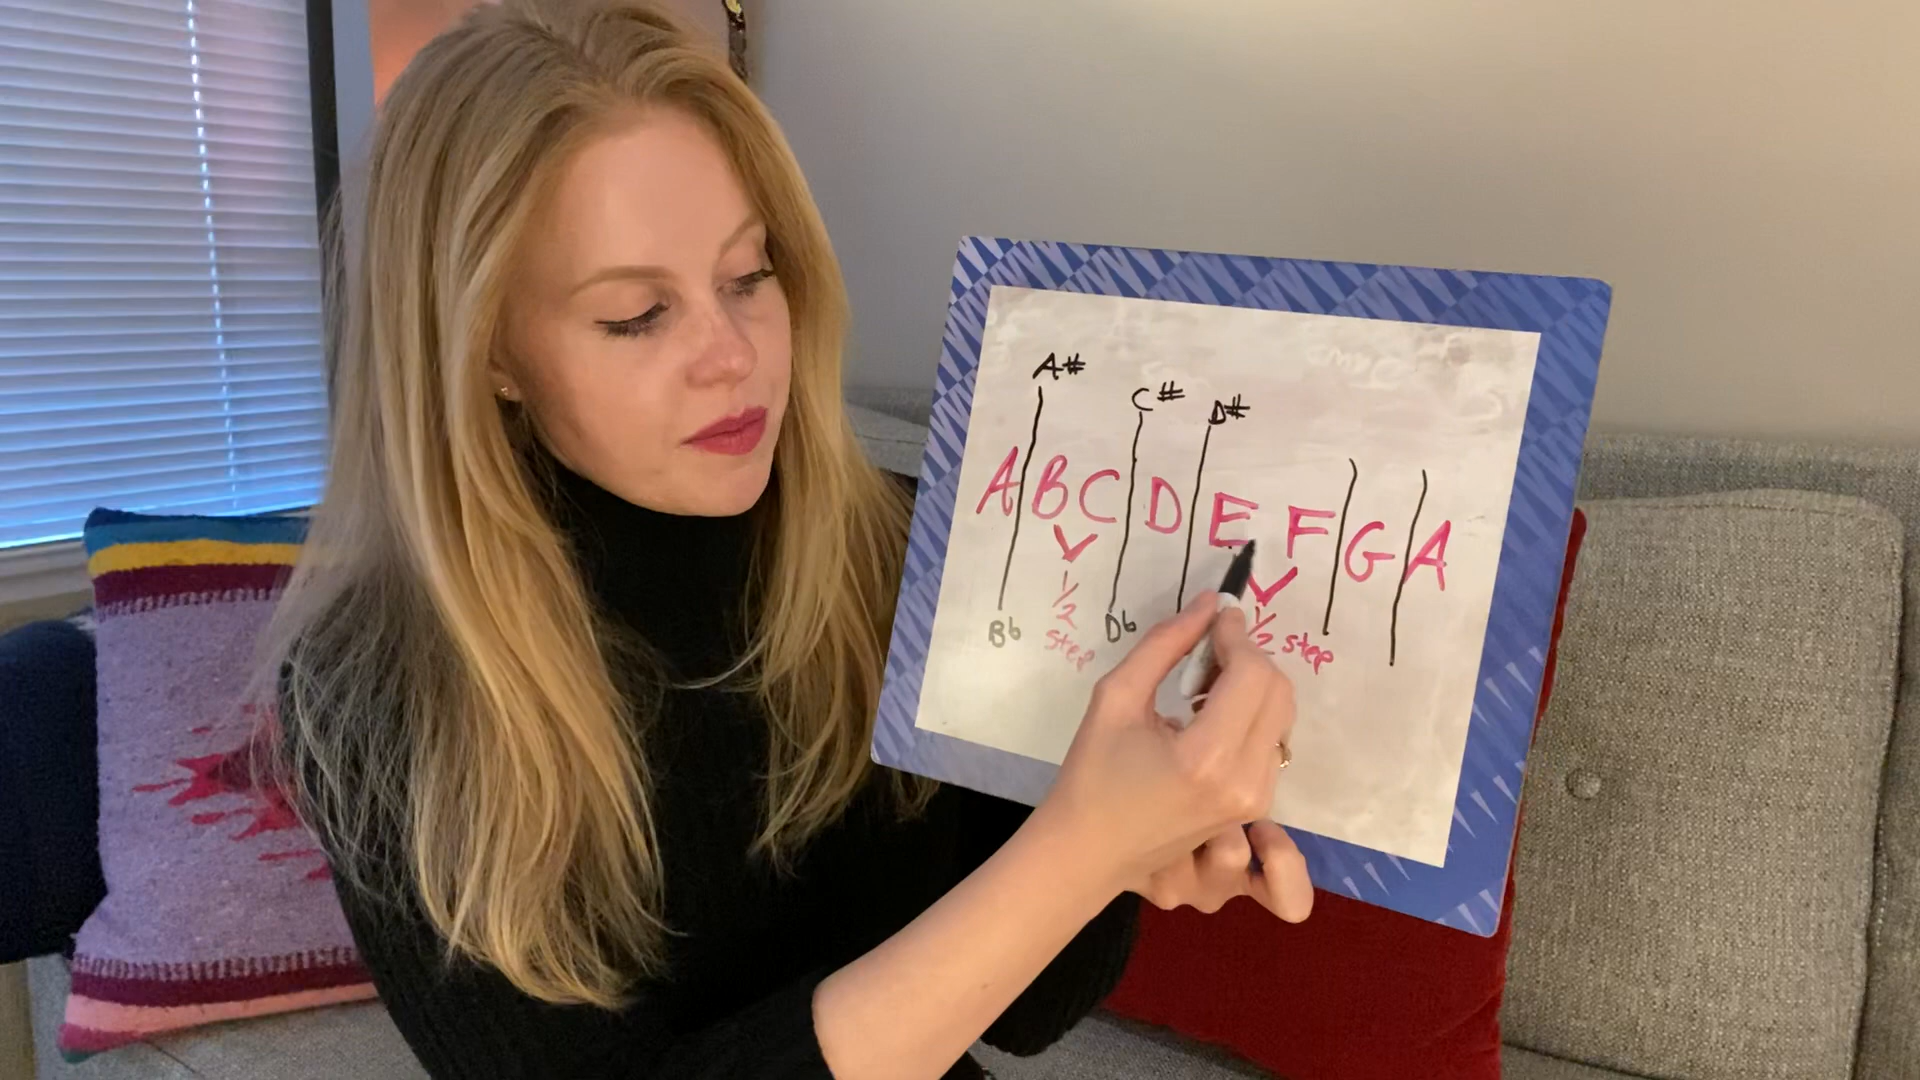 A# C# D#
A B C D E F G A
1/2 step 1/2 step
Bb Db